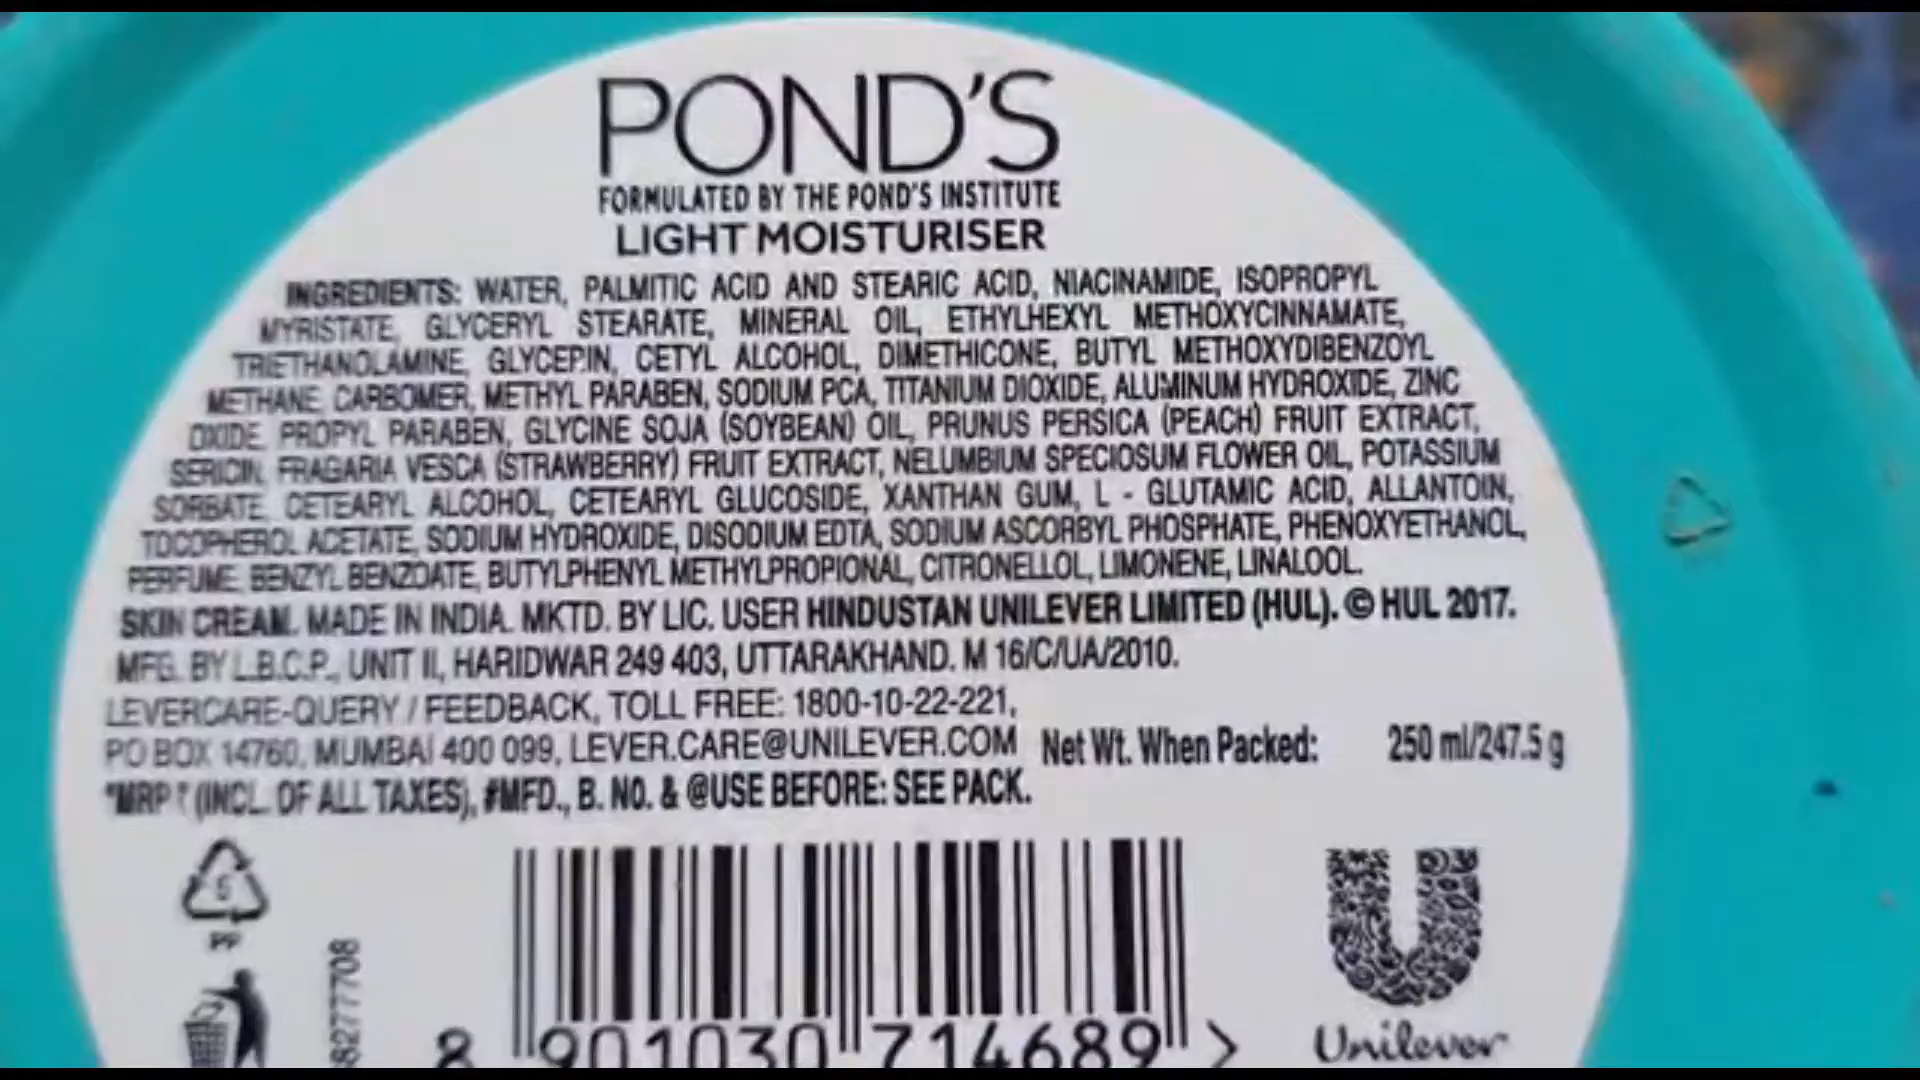 POND'S
FORMULATED BY THE POND'S INSTITUTE
LIGHT MOISTURISER
INGREDIENTS: WATER, PALMITIC ACID AND STEARIC ACID, NIACINAMIDE, ISOPROPYL
MYRISTATE, GLYCERYL STEARATE, MINERAL OIL, ETHYLHEXYL METHOXYCINNAMATE,
TRIETHANOLAMINE, GLYCERIN, CETYL ALCOHOL, DIMETHICONE, BUTYL METHOXYDIBENZOYL
METHANE, CARBOMER, METHYL PARABEN, SODIUM PCA, TITANIUM DIOXIDE, ALUMINUM HYDROXIDE, ZINC
OXIDE, PROPYL PARABEN, GLYCINE SOJA (SOYBEAN) OIL, PRUNUS PERSICA (PEACH) FRUIT EXTRACT,
SERICIN, FRAGARIA VESCA (STRAWBERRY) FRUIT EXTRACT, NELUMBIUM SPECIOSUM FLOWER OIL, POTASSIUM
SORBATE, CETEARYL ALCOHOL, CETEARYL GLUCOSIDE, XANTHAN GUM, L - GLUTAMIC ACID, ALLANTOIN,
TOCOPHEROL ACETATE, SODIUM HYDROXIDE, DISODIUM EDTA, SODIUM ASCORBYL PHOSPHATE, PHENOXYETHANOL,
PERFUME, BENZYL BENZOATE, BUTYLPHENYL METHYLPROPIONAL, CITRONELLOL, LIMONENE, LINALOOL.
SKIN CREAM. MADE IN INDIA. MKTD. BY LIC. USER HINDUSTAN UNILEVER LIMITED (HUL). © HUL 2017.
MFG. BY L.B.C.P., UNIT II, HARIDWAR 249 403, UTTARAKHAND. M 16/C/UA/2010.
LEVERCARE-QUERY / FEEDBACK, TOLL FREE: 1800-10-22-221,
PO BOX 14760, MUMBAI 400 099, LEVER.CARE@UNILEVER.COM
Net Wt. When Packed: 250 ml/247.5 g
*MRP ₹ (INCL. OF ALL TAXES), #MFD., B. NO. & @USE BEFORE: SEE PACK.
5
PP
68277708
8 901030 714689 >
Unilever